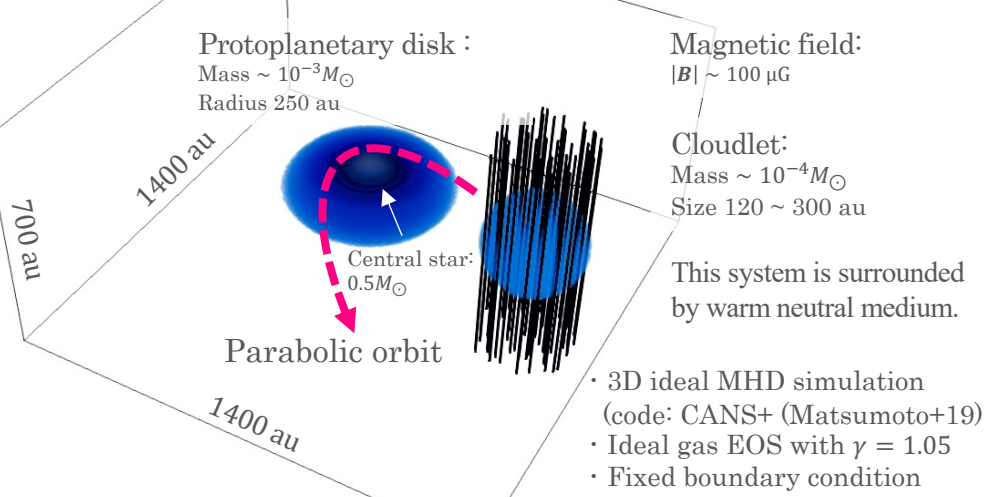 Protoplanetary disk :
Mass ~ 10⁻³M☉
Radius 250 au
Magnetic field:
|B| ~ 100 μG
Cloudlet:
Mass ~ 10⁻⁴M☉
Size 120 ~ 300 au
1400 au
700 au
Central star:
0.5M☉
This system is surrounded
by warm neutral medium.
Parabolic orbit
1400 au
・3D ideal MHD simulation
(code: CANS+ (Matsumoto+19)
・Ideal gas EOS with γ = 1.05
・Fixed boundary condition